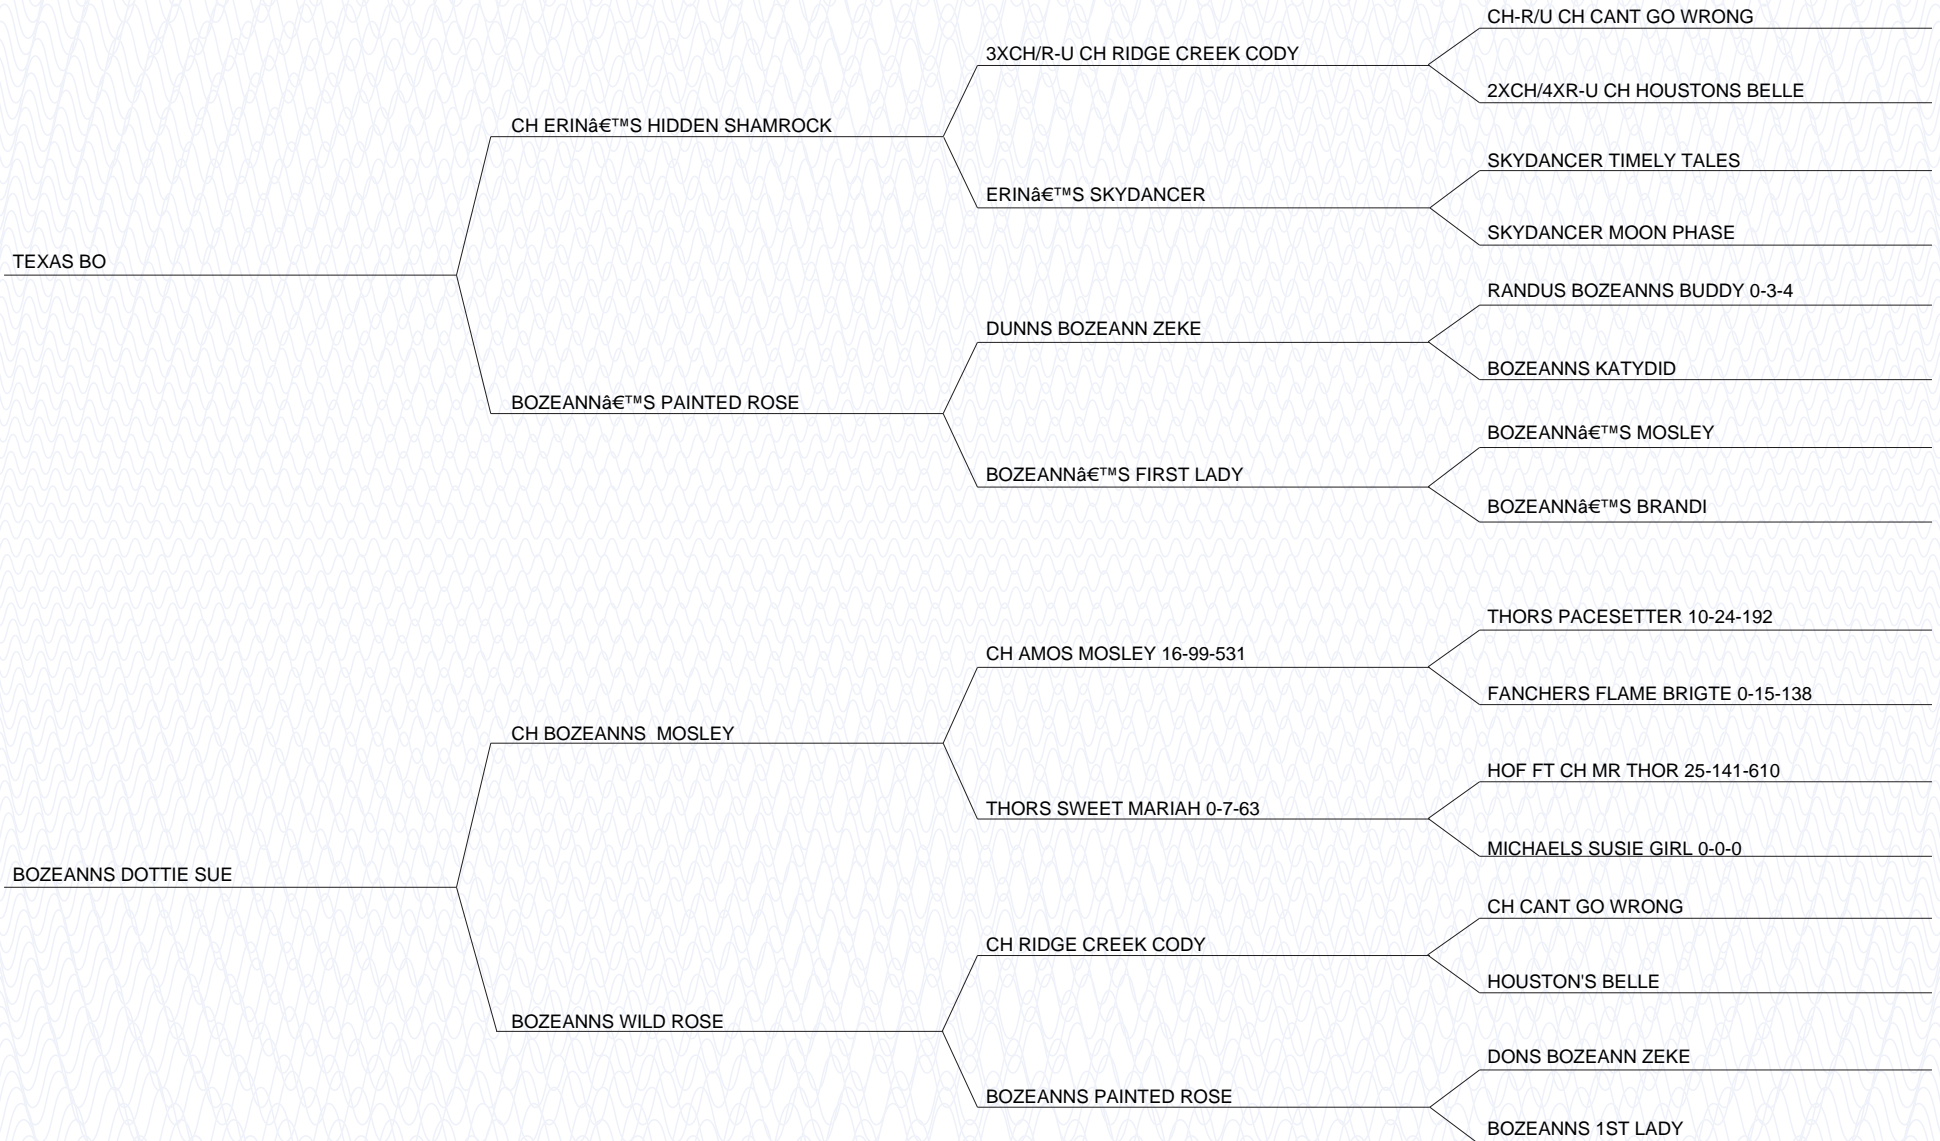 CH-R/U CH CANT GO WRONG
3XCH/R-U CH RIDGE CREEK CODY
2XCH/4XR-U CH HOUSTONS BELLE
CH ERINâ€™S HIDDEN SHAMROCK
SKYDANCER TIMELY TALES
ERINâ€™S SKYDANCER
SKYDANCER MOON PHASE
TEXAS BO
RANDUS BOZEANNS BUDDY 0-3-4
DUNNS BOZEANN ZEKE
BOZEANNS KATYDID
BOZEANNâ€™S PAINTED ROSE
BOZEANNâ€™S MOSLEY
BOZEANNâ€™S FIRST LADY
BOZEANNâ€™S BRANDI
THORS PACESETTER 10-24-192
CH AMOS MOSLEY 16-99-531
FANCHERS FLAME BRIGTE 0-15-138
CH BOZEANNS  MOSLEY
HOF FT CH MR THOR 25-141-610
THORS SWEET MARIAH 0-7-63
MICHAELS SUSIE GIRL 0-0-0
BOZEANNS DOTTIE SUE
CH CANT GO WRONG
CH RIDGE CREEK CODY
HOUSTON'S BELLE
BOZEANNS WILD ROSE
DONS BOZEANN ZEKE
BOZEANNS PAINTED ROSE
BOZEANNS 1ST LADY